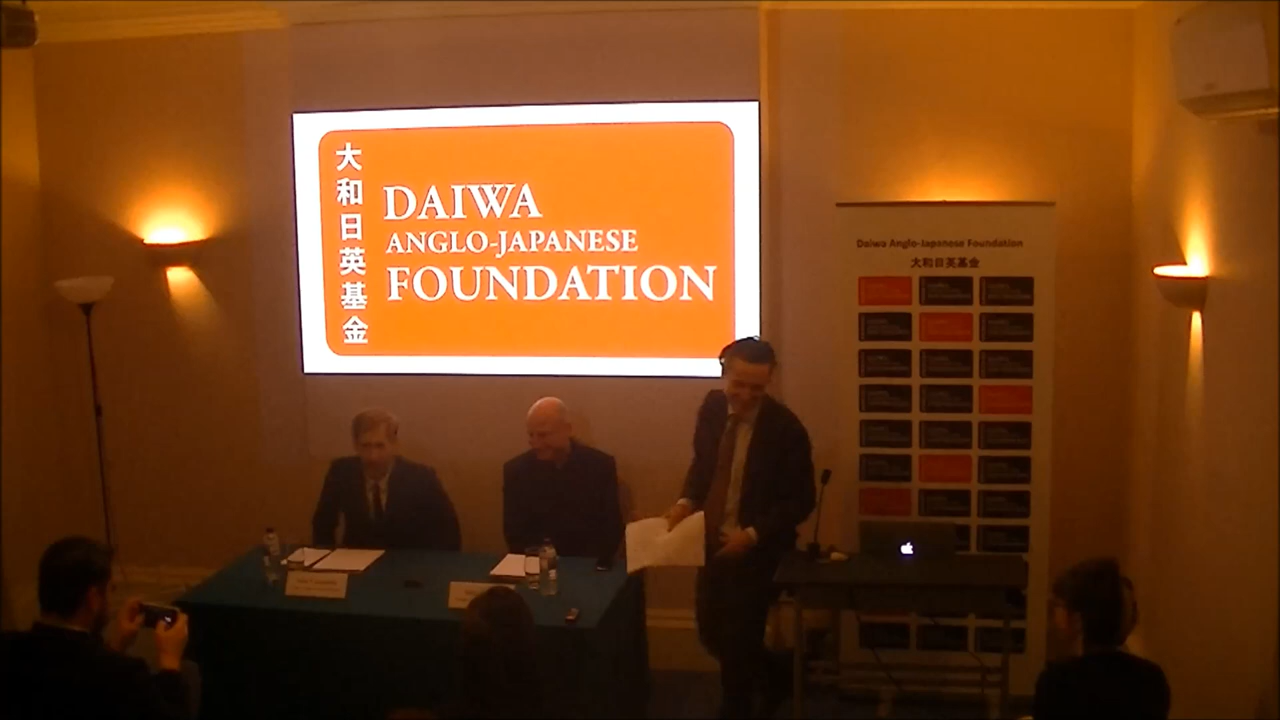 大和日英基金
DAIWA
ANGLO-JAPANESE
FOUNDATION
Daiwa Anglo-Japanese Foundation
大和日英基金